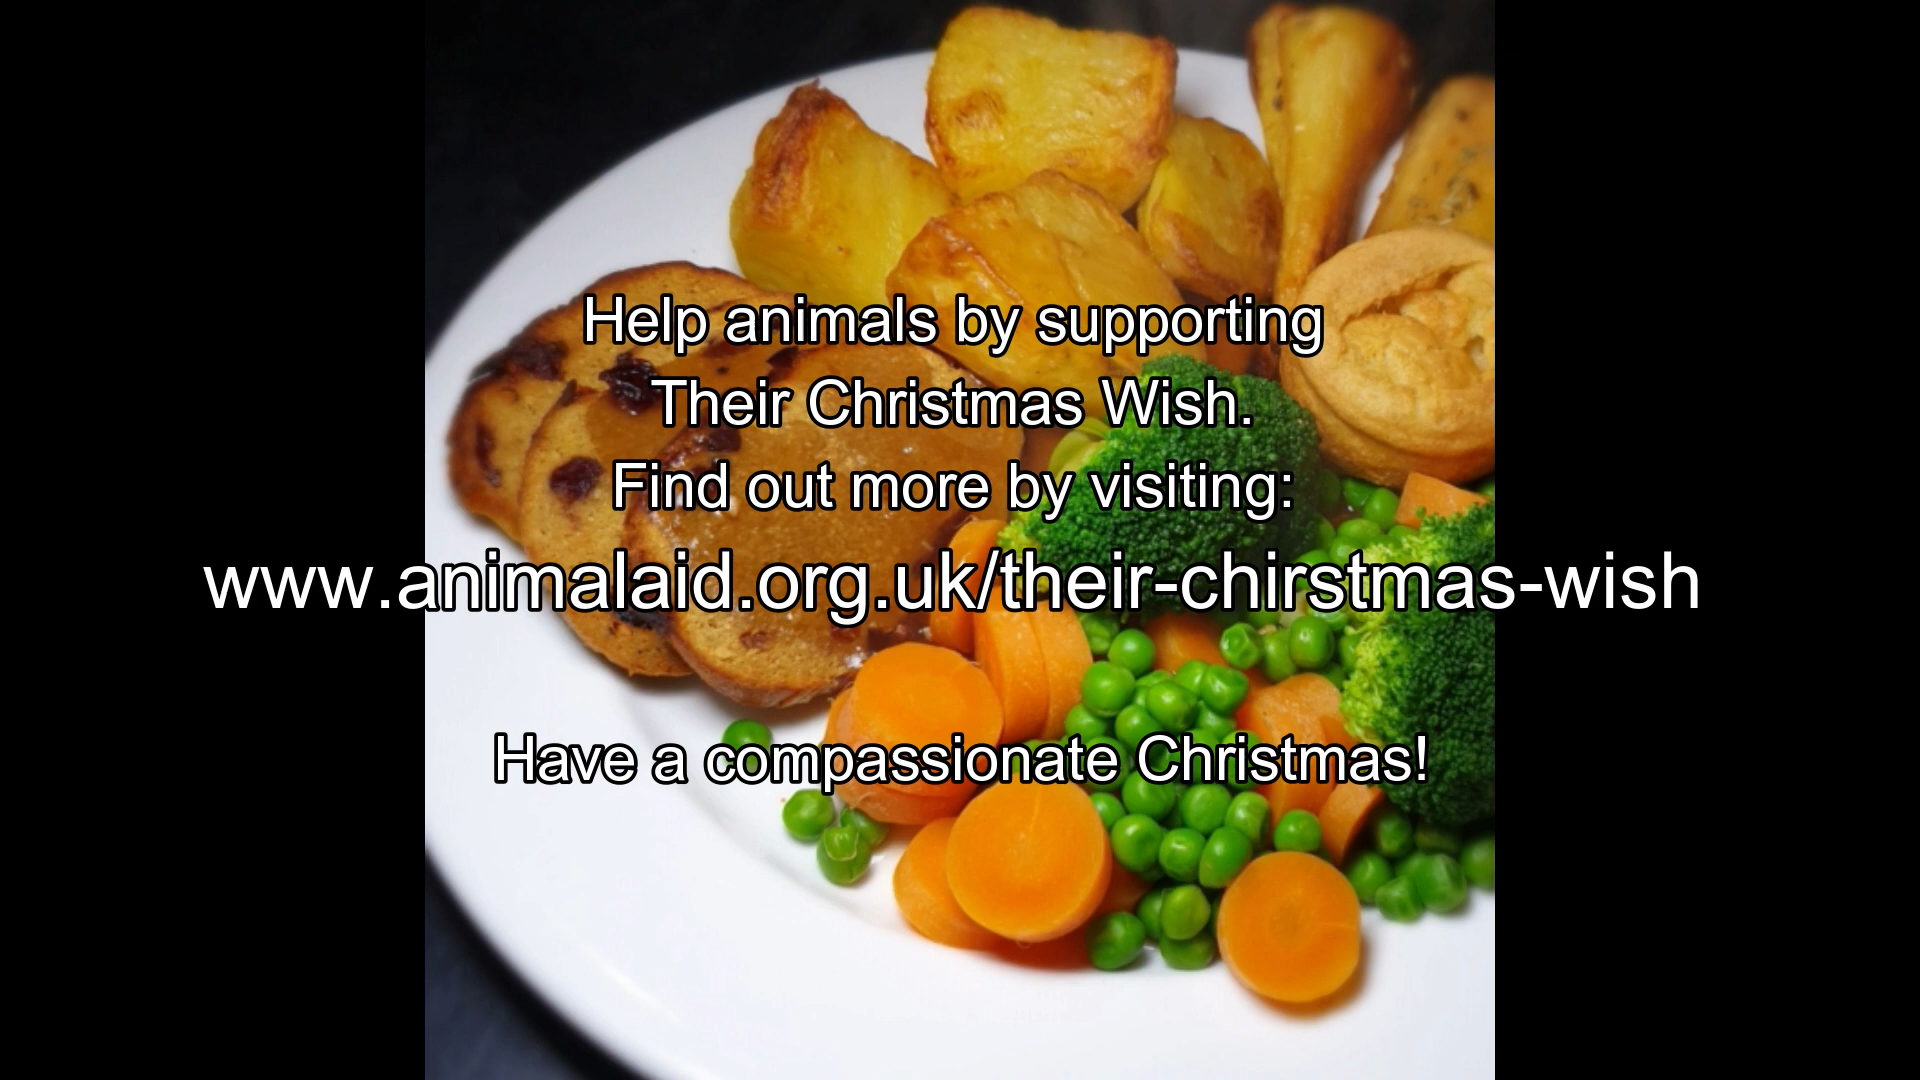 Help animals by supporting
Their Christmas Wish.
Find out more by visiting:
www.animalaid.org.uk/their-chirstmas-wish
Have a compassionate Christmas!